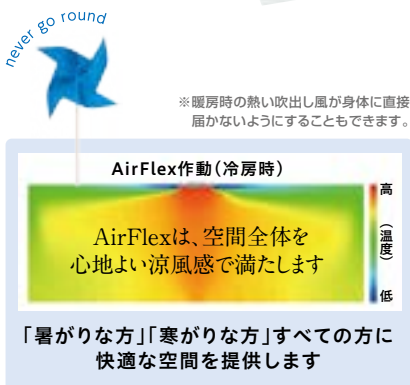 never go round
※暖房時の熱い吹出し風が身体に直接
届かないようにすることもできます。
AirFlex作動(冷房時)
高
(温度)
低
AirFlexは、空間全体を
心地よい涼風感で満たします
「暑がりな方」「寒がりな方」すべての方に
快適な空間を提供します